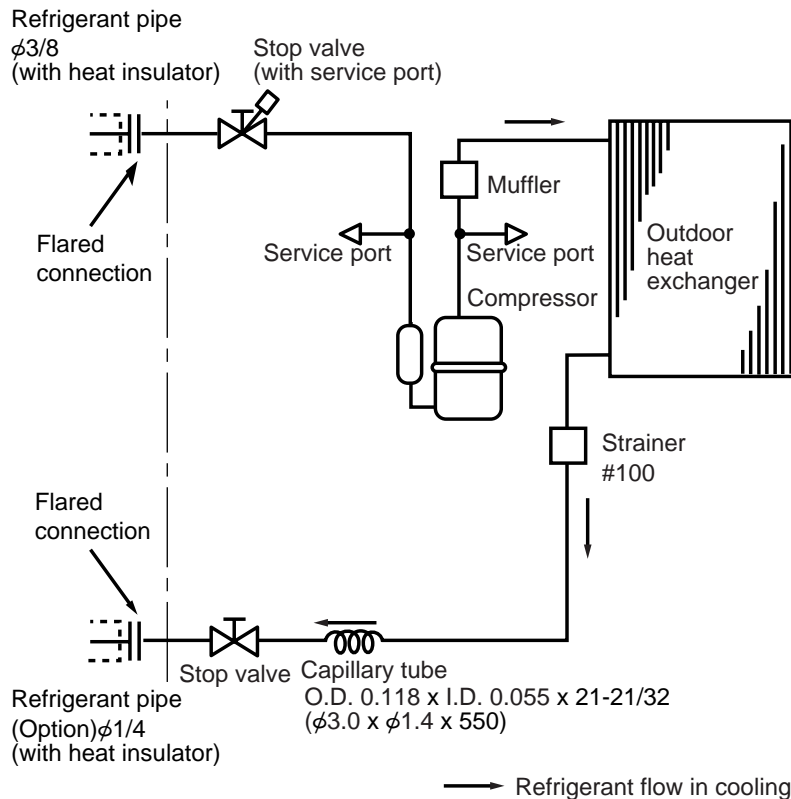 Refrigerant pipe
ϕ3/8
(with heat insulator)
Stop valve
(with service port)
Muffler
Flared
connection
Service port
Service port
Outdoor
heat
exchanger
Compressor
Strainer
#100
Flared
connection
Stop valve
Capillary tube
O.D. 0.118 x I.D. 0.055 x 21-21/32
(ϕ3.0 x ϕ1.4 x 550)
Refrigerant pipe
(Option)ϕ1/4
(with heat insulator)
Refrigerant flow in cooling